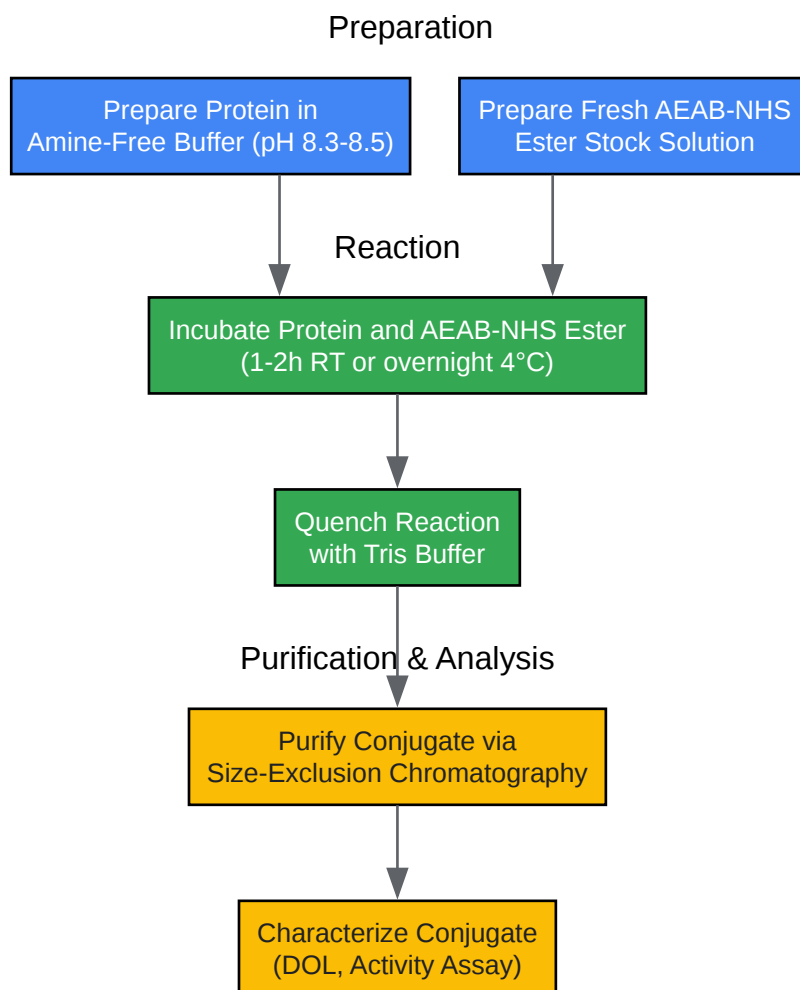 Preparation
Prepare Protein in
Amine-Free Buffer (pH 8.3-8.5)
Prepare Fresh AEAB-NHS
Ester Stock Solution
Reaction
Incubate Protein and AEAB-NHS Ester
(1-2h RT or overnight 4°C)
Quench Reaction
with Tris Buffer
Purification & Analysis
Purify Conjugate via
Size-Exclusion Chromatography
Characterize Conjugate
(DOL, Activity Assay)